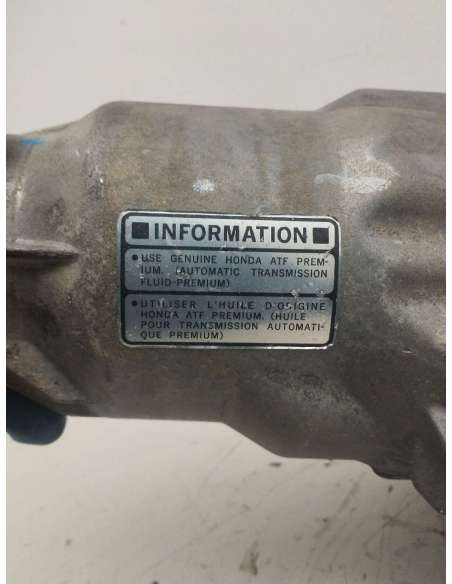 ■ INFORMATION ■
• USE GENUINE HONDA ATF PREM-
IUM. (AUTOMATIC TRANSMISSION
FLUID-PREMIUM)
• UTILISER L'HUILE D'ORIGINE
HONDA ATF PREMIUM. (HUILE
POUR TRANSMISSION AUTOMATI-
QUE PREMIUM)